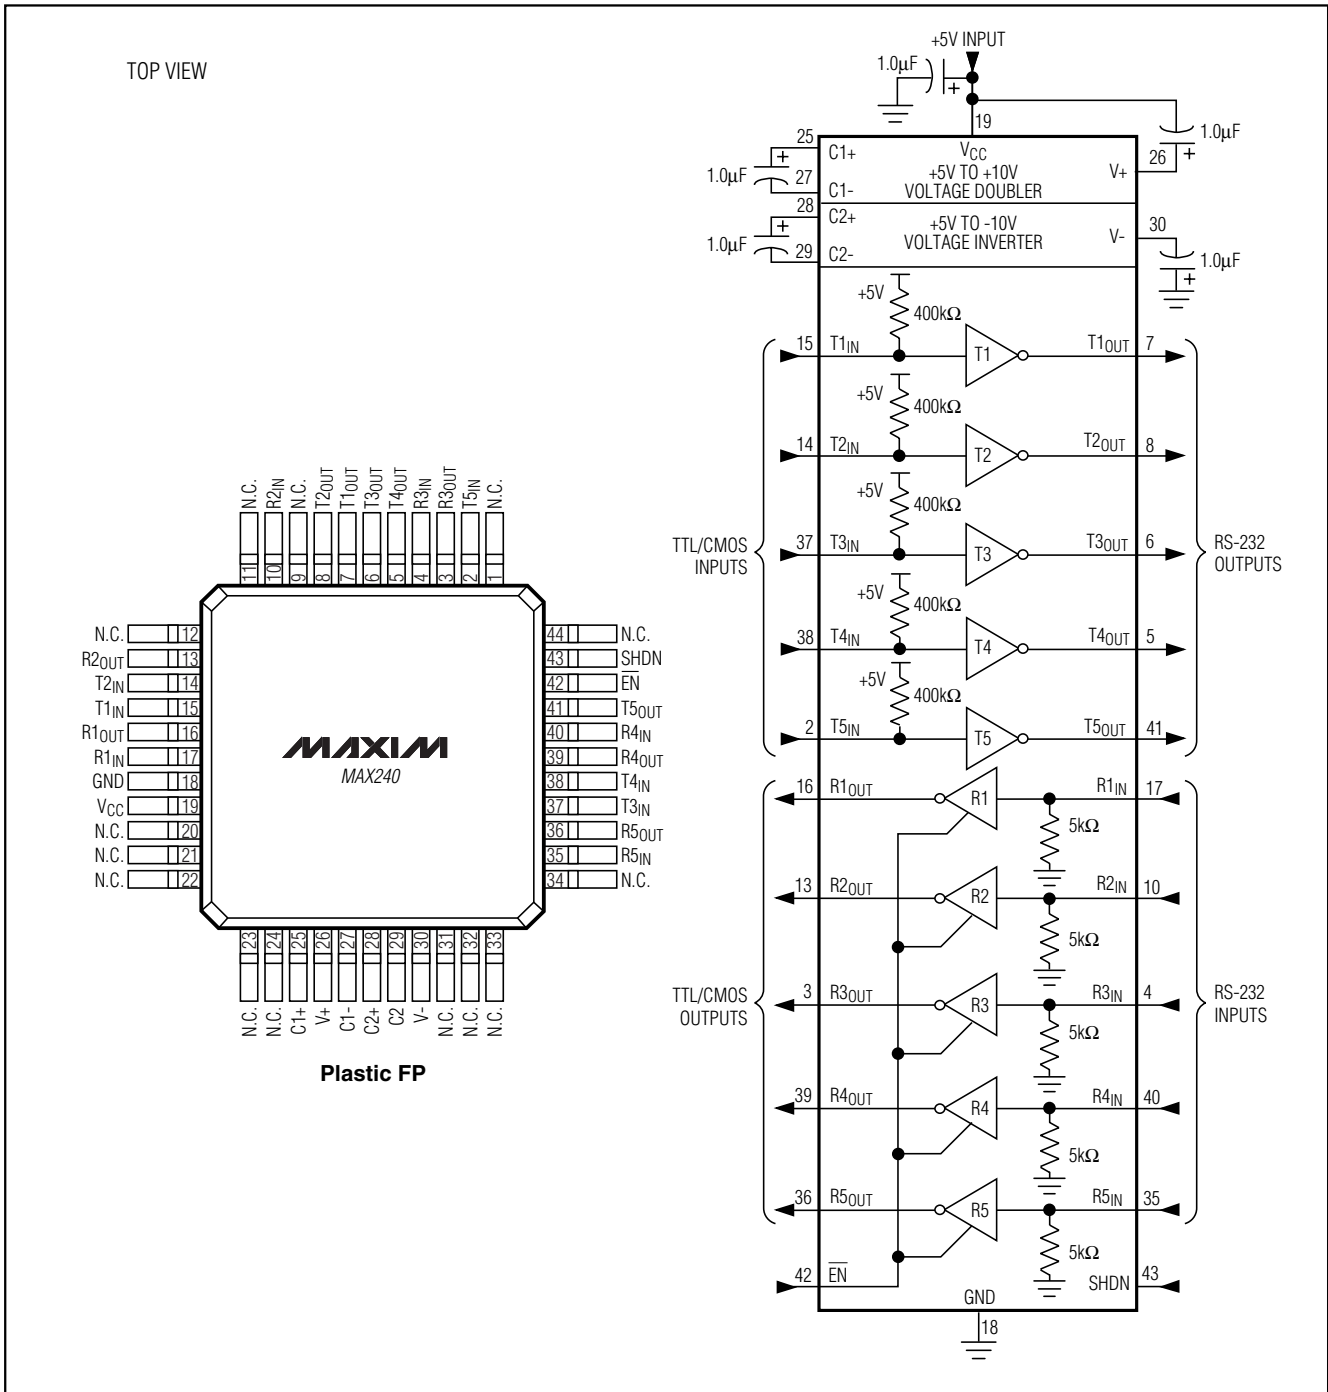 TOP VIEW
N.C.
R2IN
N.C.
T2OUT
T1OUT
T3OUT
T4OUT
R3IN
R3OUT
T5IN
N.C.
11
10
9
8
7
6
5
4
3
2
1
N.C. 12
R2OUT 13
T2IN 14
T1IN 15
R1OUT 16
R1IN 17
GND 18
VCC 19
N.C. 20
N.C. 21
N.C. 22
MAXIM
MAX240
44 N.C.
43 SHDN
42 E̅N̅
41 T5OUT
40 R4IN
39 R4OUT
38 T4IN
37 T3IN
36 R5OUT
35 R5IN
34 N.C.
23
24
25
26
27
28
29
30
31
32
33
N.C.
N.C.
C1+
V+
C1-
C2+
C2
V-
N.C.
N.C.
N.C.
Plastic FP
+5V INPUT
1.0µF
+
19
1.0µF
+
25
C1+
VCC
+5V TO +10V
VOLTAGE DOUBLER
V+
26
1.0µF
+
27
C1-
28
C2+
+5V TO -10V
VOLTAGE INVERTER
V-
30
1.0µF
+
29
C2-
1.0µF
+
+5V
400kΩ
15 T1IN T1 T1OUT 7
+5V
400kΩ
14 T2IN T2 T2OUT 8
+5V
400kΩ
37 T3IN T3 T3OUT 6
TTL/CMOS
INPUTS
RS-232
OUTPUTS
+5V
400kΩ
38 T4IN T4 T4OUT 5
+5V
400kΩ
2 T5IN T5 T5OUT 41
16 R1OUT R1 R1IN 17
5kΩ
13 R2OUT R2 R2IN 10
5kΩ
3 R3OUT R3 R3IN 4
TTL/CMOS
OUTPUTS
RS-232
INPUTS
5kΩ
39 R4OUT R4 R4IN 40
5kΩ
36 R5OUT R5 R5IN 35
5kΩ
42 E̅N̅ SHDN 43
GND
18